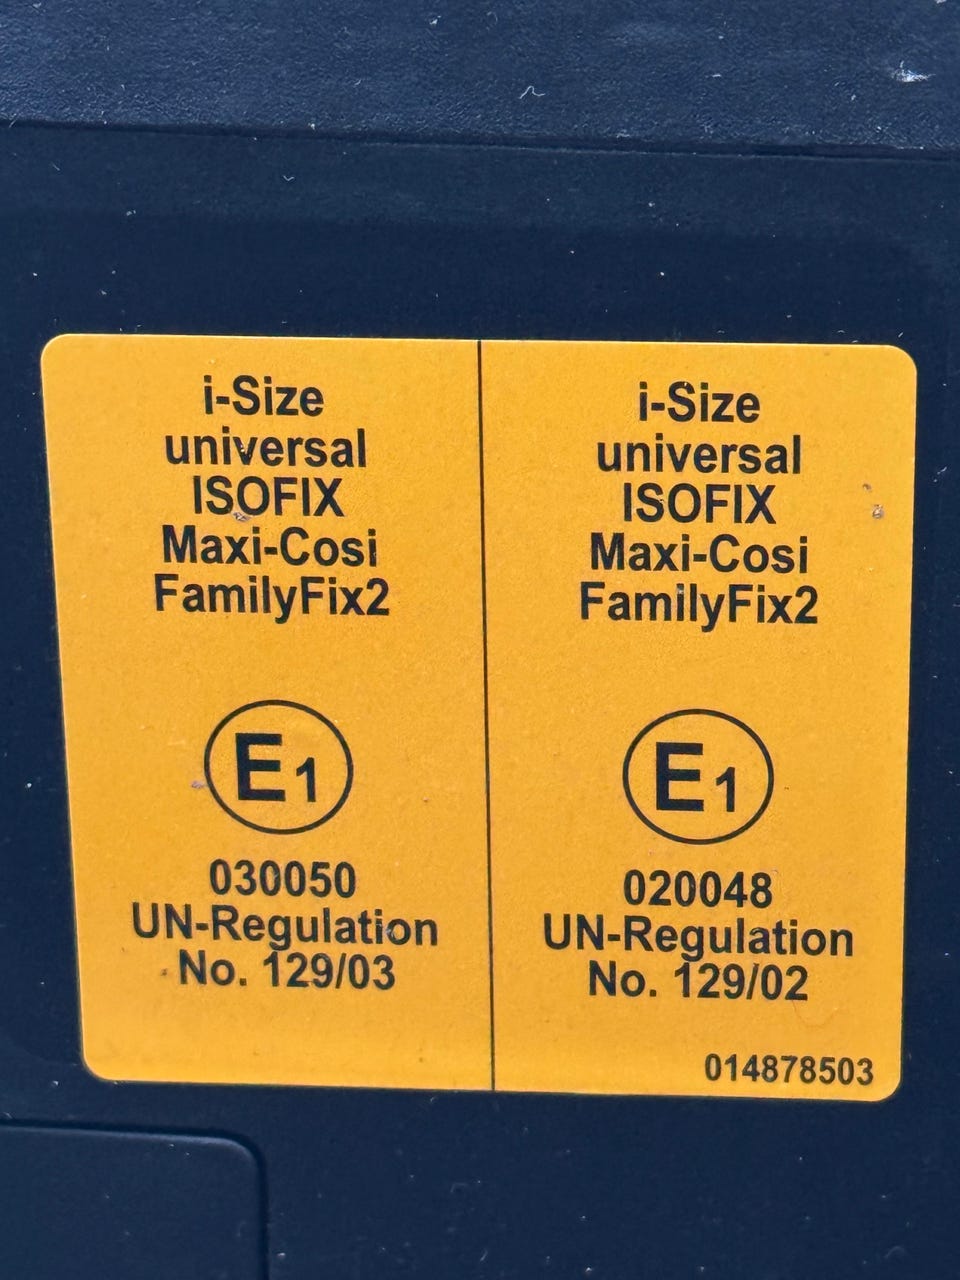 i-Size
universal
ISOFIX
Maxi-Cosi
FamilyFix2
E1
030050
UN-Regulation
No. 129/03
i-Size
universal
ISOFIX
Maxi-Cosi
FamilyFix2
E1
020048
UN-Regulation
No. 129/02
014878503